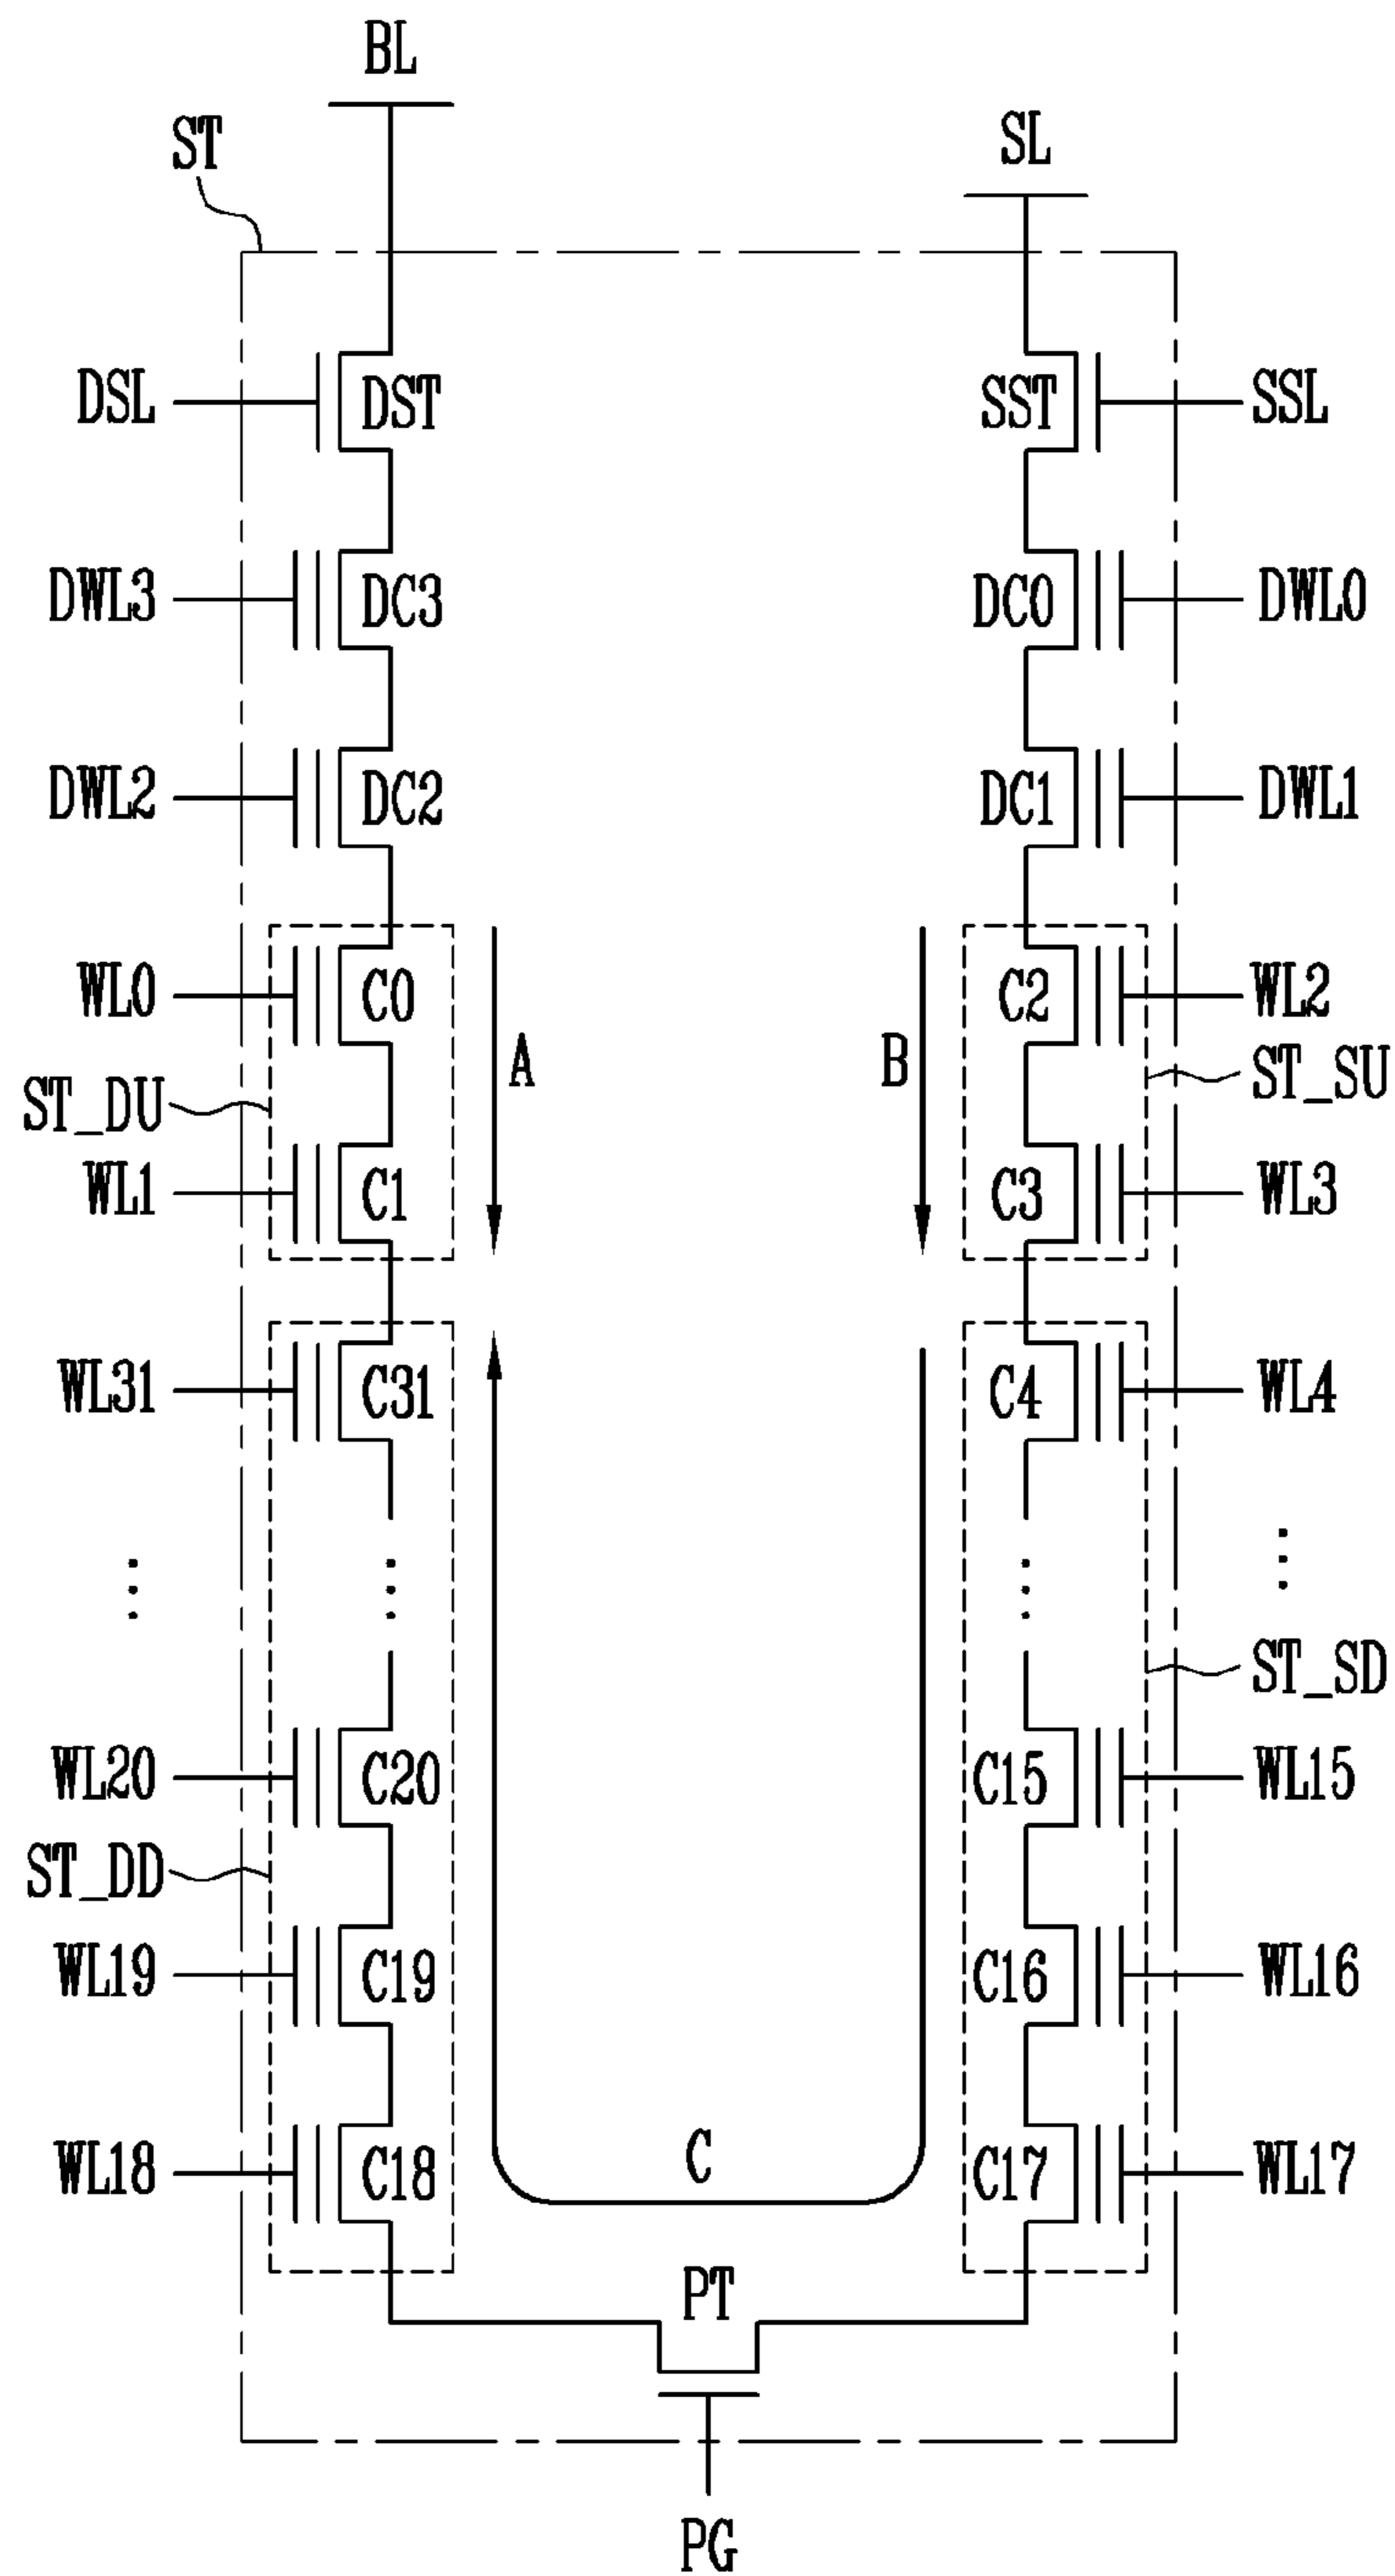 BL
ST
SL
DSL
DST
SST
SSL
DWL3
DC3
DC0
DWL0
DWL2
DC2
DC1
DWL1
WL0
C0
C2
WL2
A
B
ST_SU
ST_DU
WL1
C1
C3
WL3
WL31
C31
C4
WL4
ST_SD
WL20
C20
C15
WL15
ST_DD
WL19
C19
C16
WL16
WL18
C18
C
C17
WL17
PT
PG